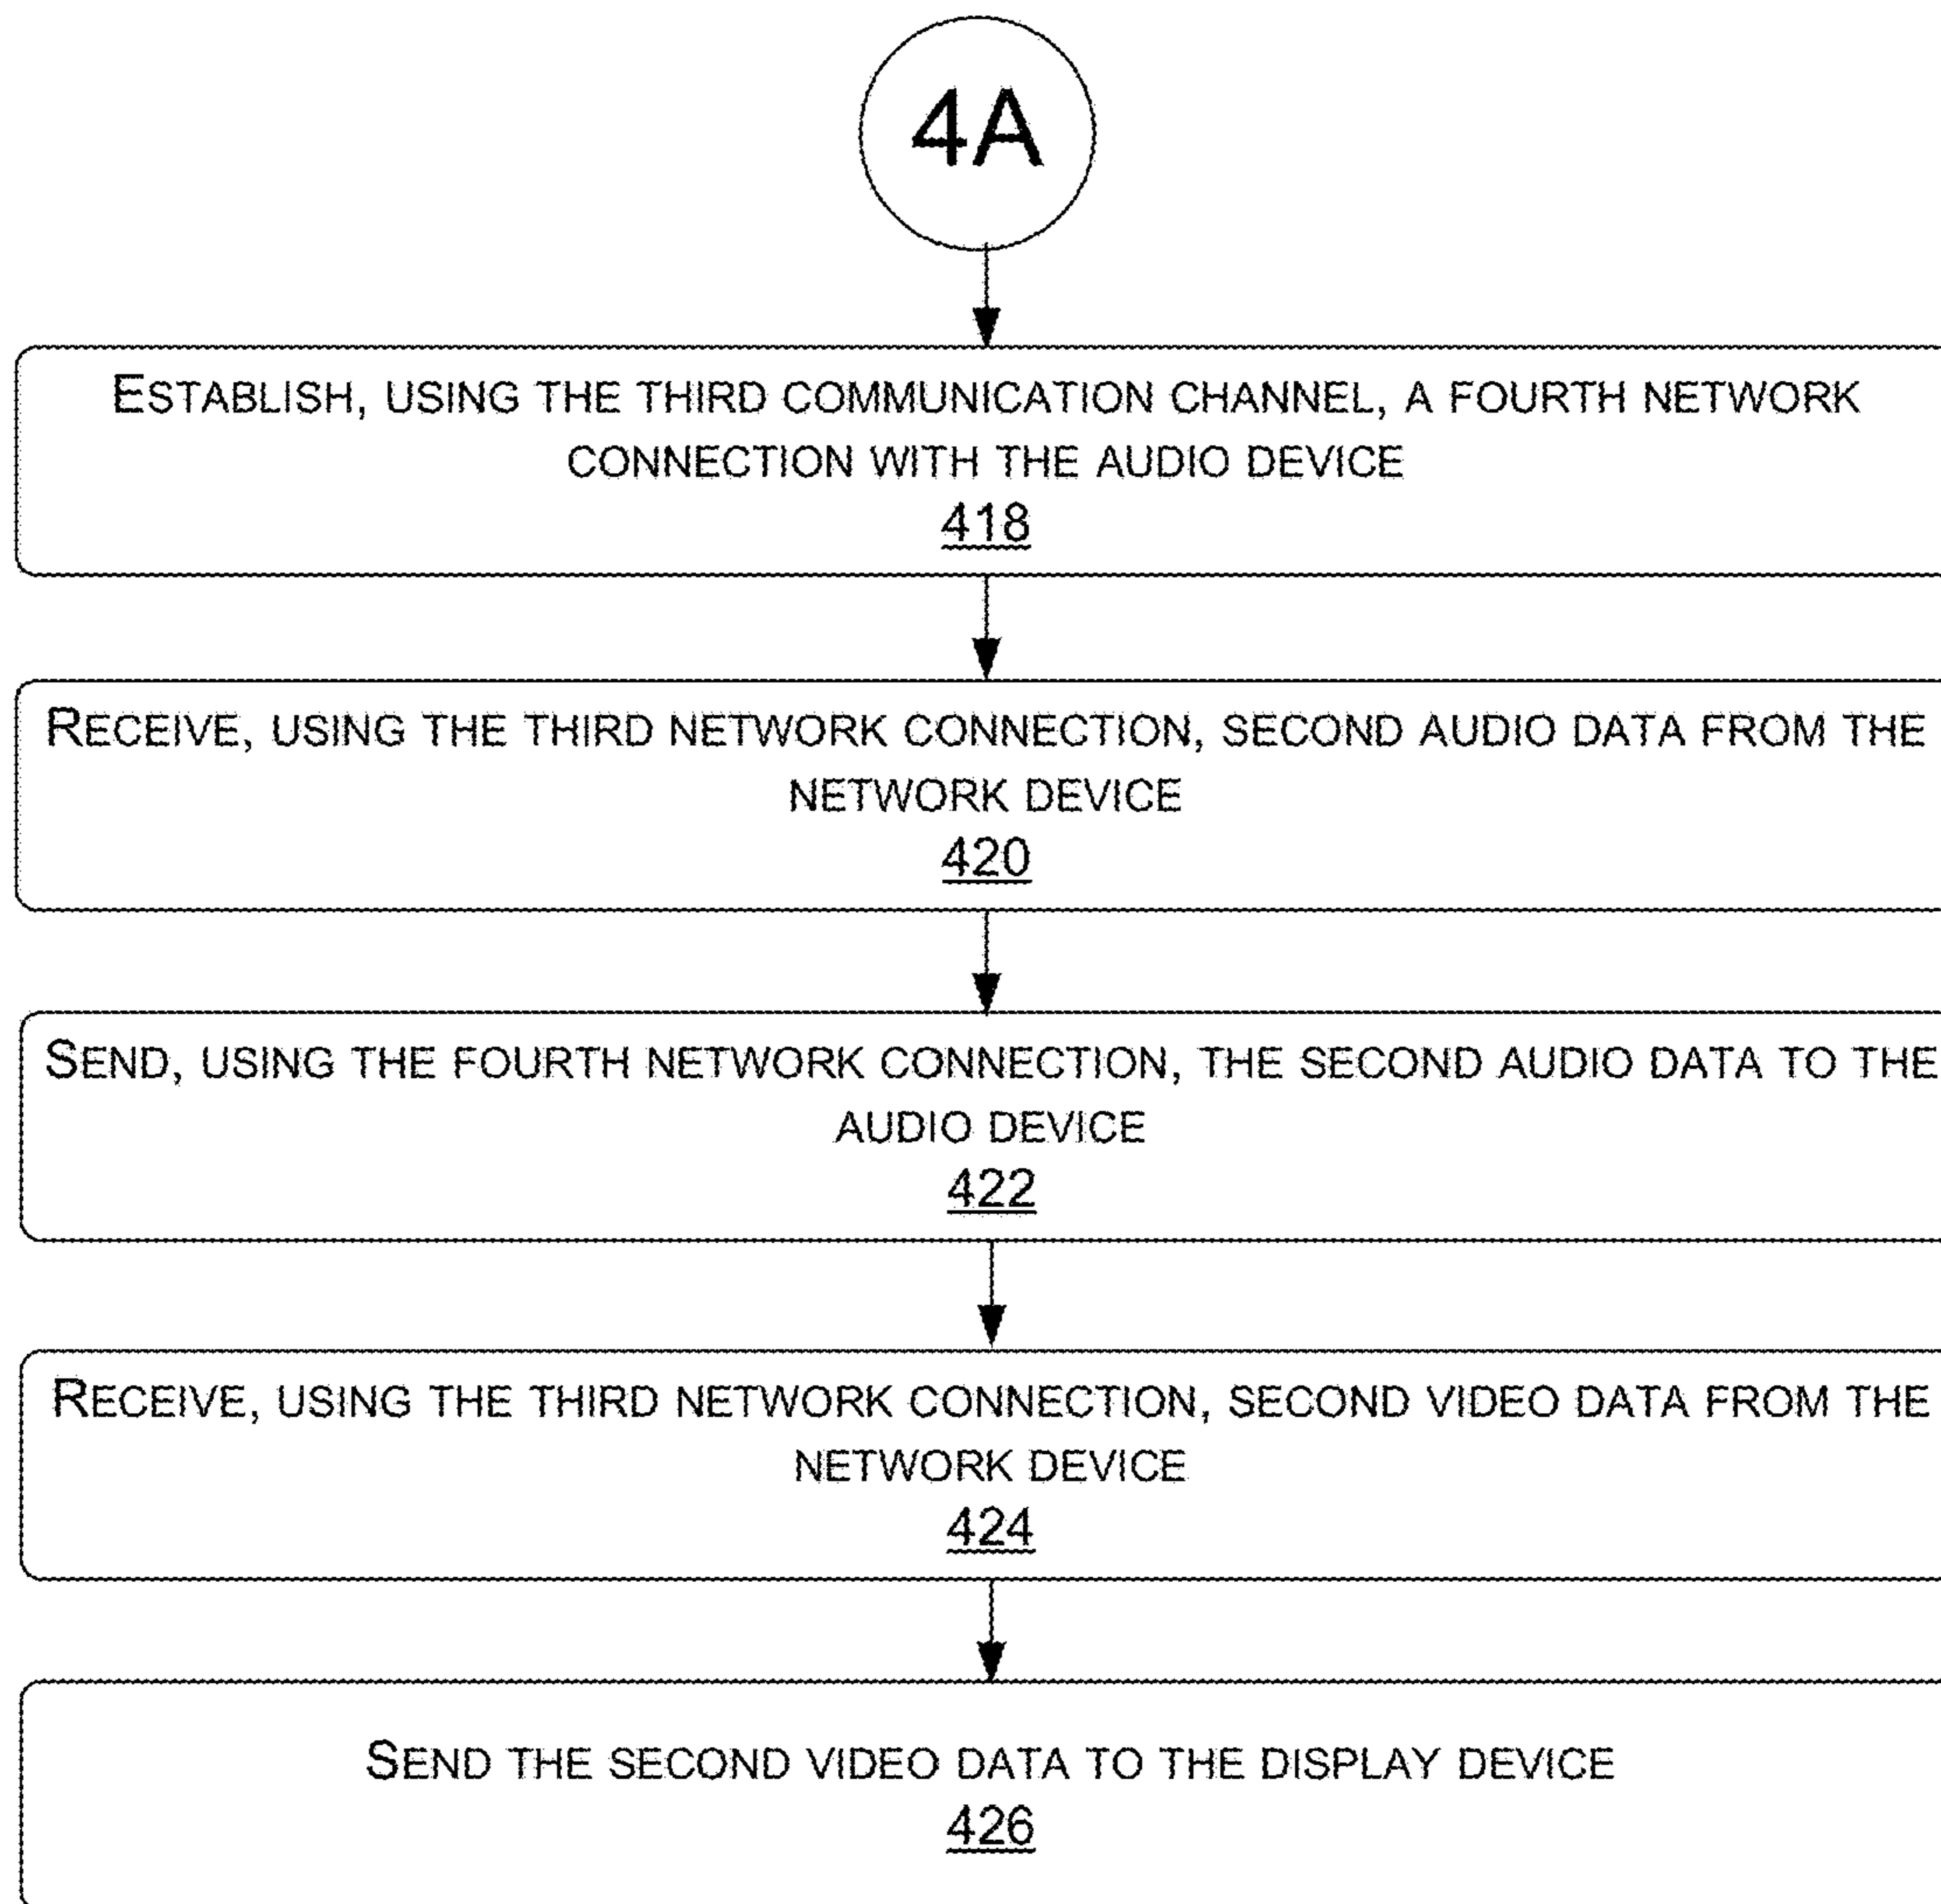 4A
ESTABLISH, USING THE THIRD COMMUNICATION CHANNEL, A FOURTH NETWORK
CONNECTION WITH THE AUDIO DEVICE
418
RECEIVE, USING THE THIRD NETWORK CONNECTION, SECOND AUDIO DATA FROM THE
NETWORK DEVICE
420
SEND, USING THE FOURTH NETWORK CONNECTION, THE SECOND AUDIO DATA TO THE
AUDIO DEVICE
422
RECEIVE, USING THE THIRD NETWORK CONNECTION, SECOND VIDEO DATA FROM THE
NETWORK DEVICE
424
SEND THE SECOND VIDEO DATA TO THE DISPLAY DEVICE
426